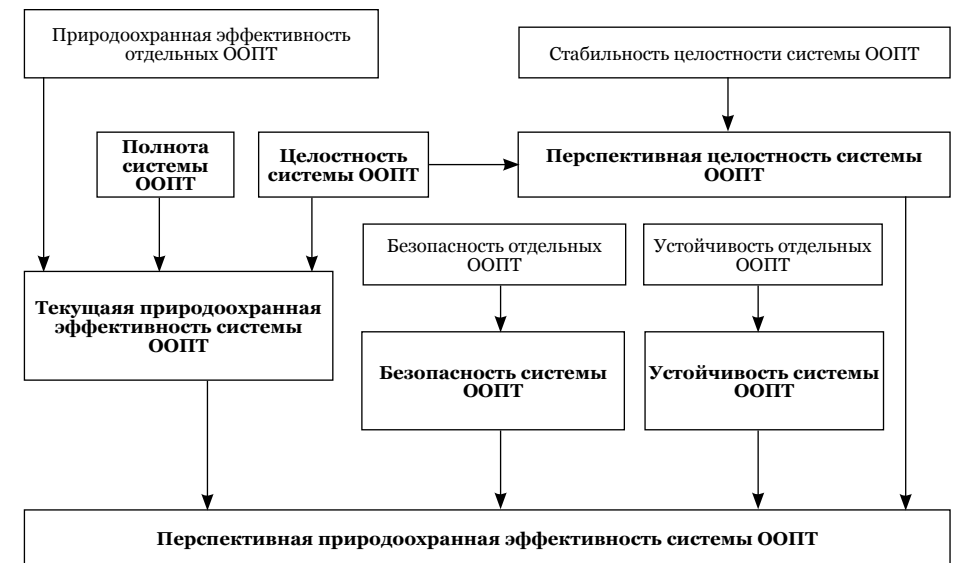 Природоохранная эффективность
отдельных ООПТ
Стабильность целостности системы ООПТ
Полнота
системы
ООПТ
Целостность
системы ООПТ
Перспективная целостность системы
ООПТ
Безопасность отдельных
ООПТ
Устойчивость отдельных
ООПТ
Текущаяя природоохранная
эффективность системы
ООПТ
Безопасность системы
ООПТ
Устойчивость системы
ООПТ
Перспективная природоохранная эффективность системы ООПТ